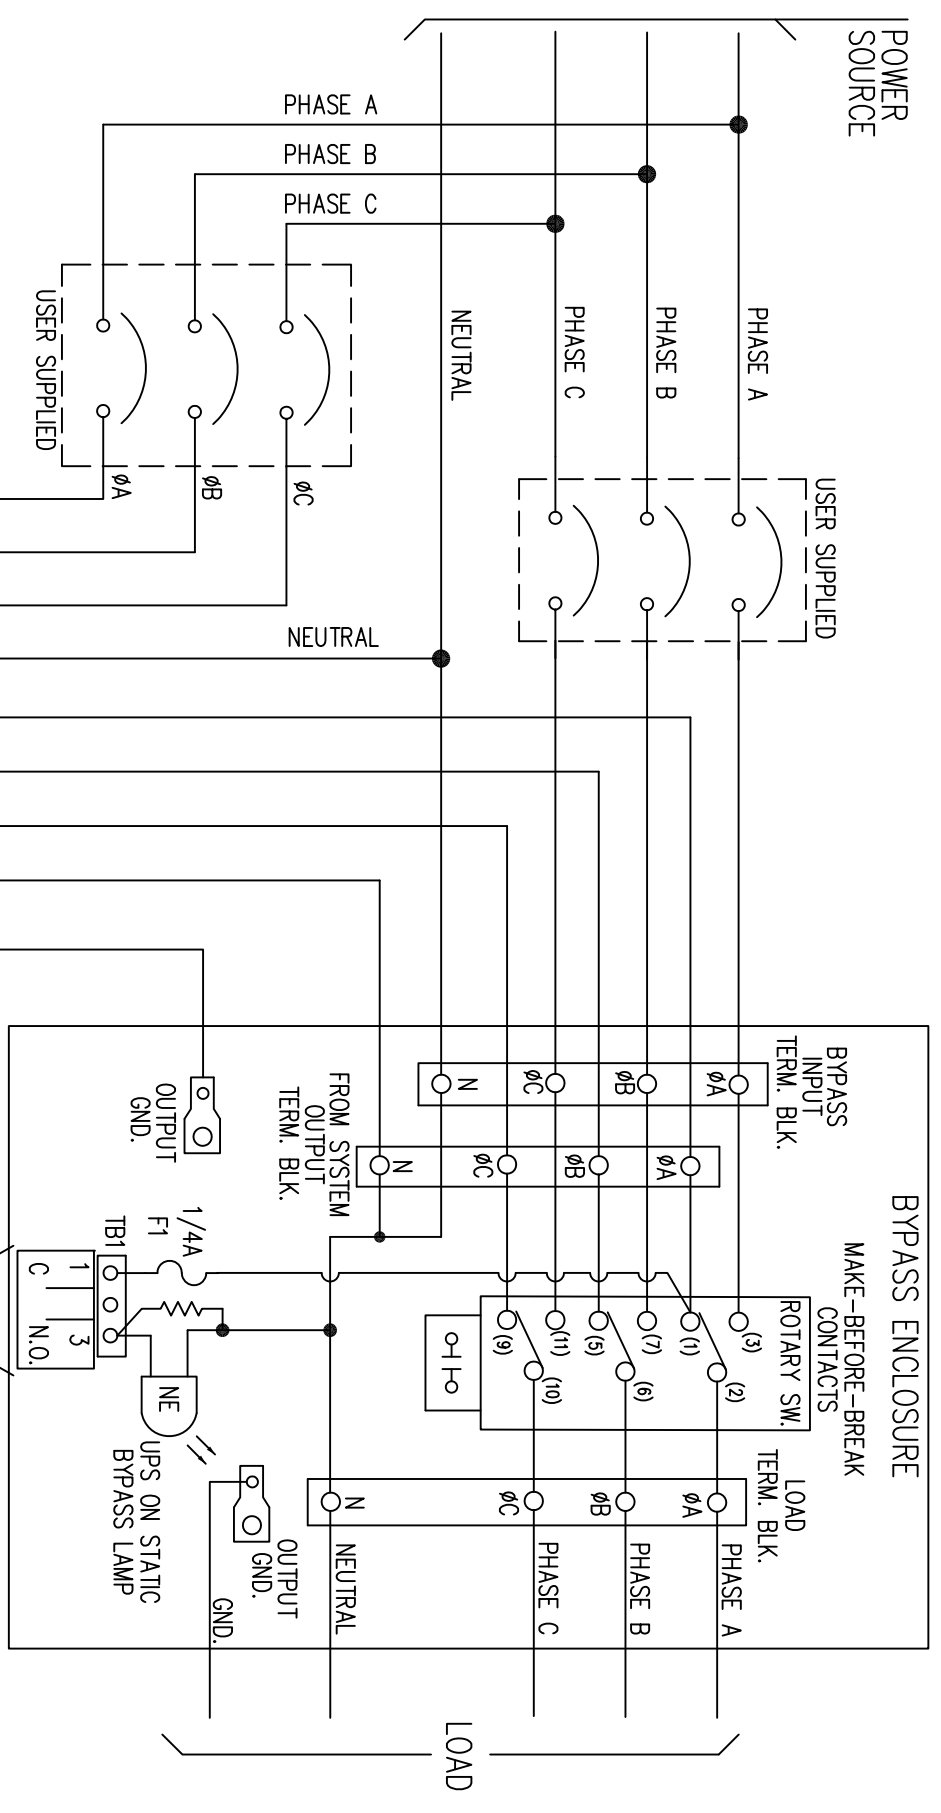 POWER
SOURCE
PHASE A
PHASE B
PHASE C
NEUTRAL
PHASE C
PHASE B
PHASE A
USER SUPPLIED
øA
øB
øC
USER SUPPLIED
NEUTRAL
BYPASS ENCLOSURE
BYPASS
INPUT
TERM. BLK.
øA
øB
øC
N
FROM SYSTEM
OUTPUT
TERM. BLK.
øA
øB
øC
N
OUTPUT
GND.
MAKE-BEFORE-BREAK
CONTACTS
ROTARY SW.
(3)
(2)
(1)
(7)
(6)
(5)
(11)
(10)
(9)
1/4A
F1
TB1
1
3
C
N.O.
NE
UPS ON STATIC
BYPASS LAMP
LOAD
TERM. BLK.
øA
øB
øC
N
PHASE A
PHASE B
PHASE C
NEUTRAL
OUTPUT
GND.
GND.
LOAD